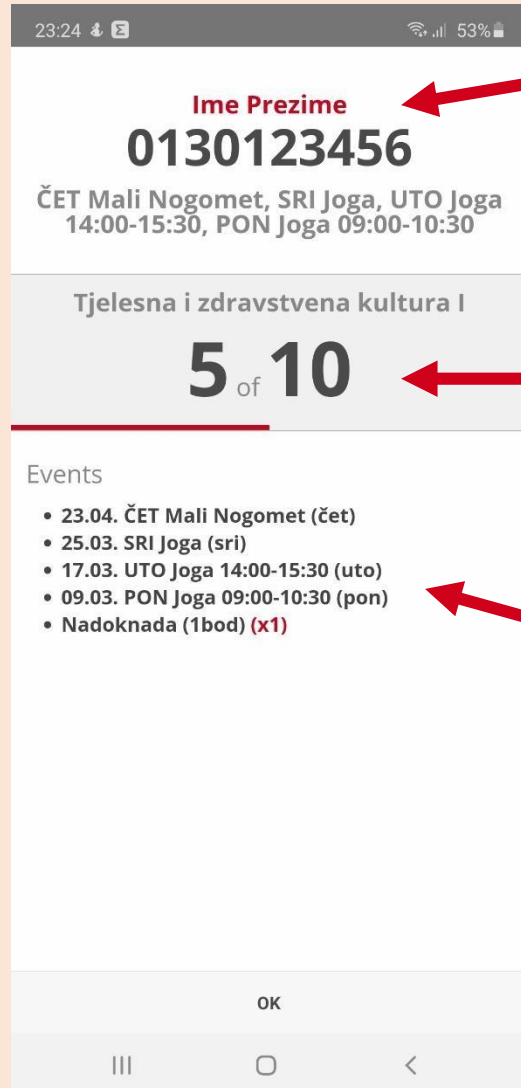 23:24 53%
Ime Prezime
0130123456
ČET Mali Nogomet, SRI Joga, UTO Joga
14:00-15:30, PON Joga 09:00-10:30
Tjelesna i zdravstvena kultura I
5 of 10
Events
• 23.04. ČET Mali Nogomet (čet)
• 25.03. SRI Joga (sri)
• 17.03. UTO Joga 14:00-15:30 (uto)
• 09.03. PON Joga 09:00-10:30 (pon)
• Nadoknada (1bod) (x1)
OK